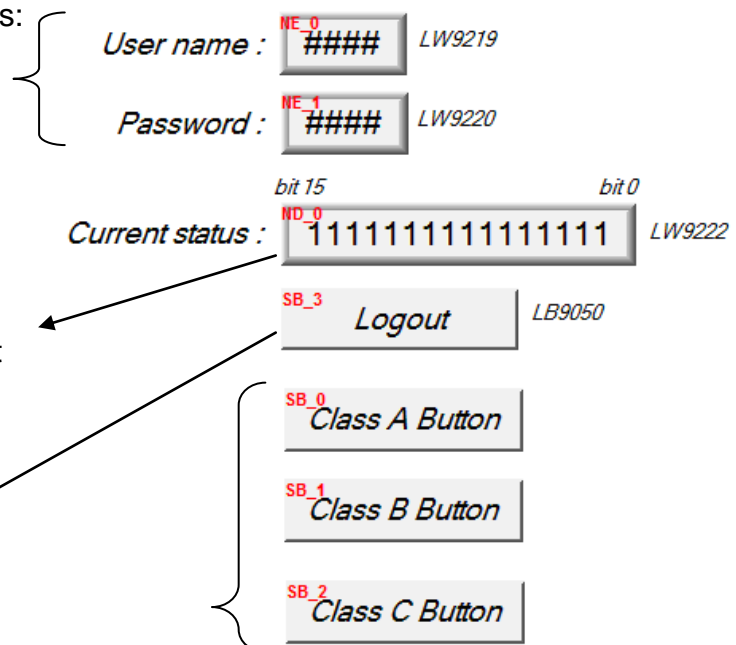 s:
NE_0
User name : #### LW9219
NE_1
Password : #### LW9220
bit 15 bit 0
ND_0
Current status : 1111111111111111 LW9222
SB_3
Logout LB9050
SB_0
Class A Button
SB_1
Class B Button
SB_2
Class C Button